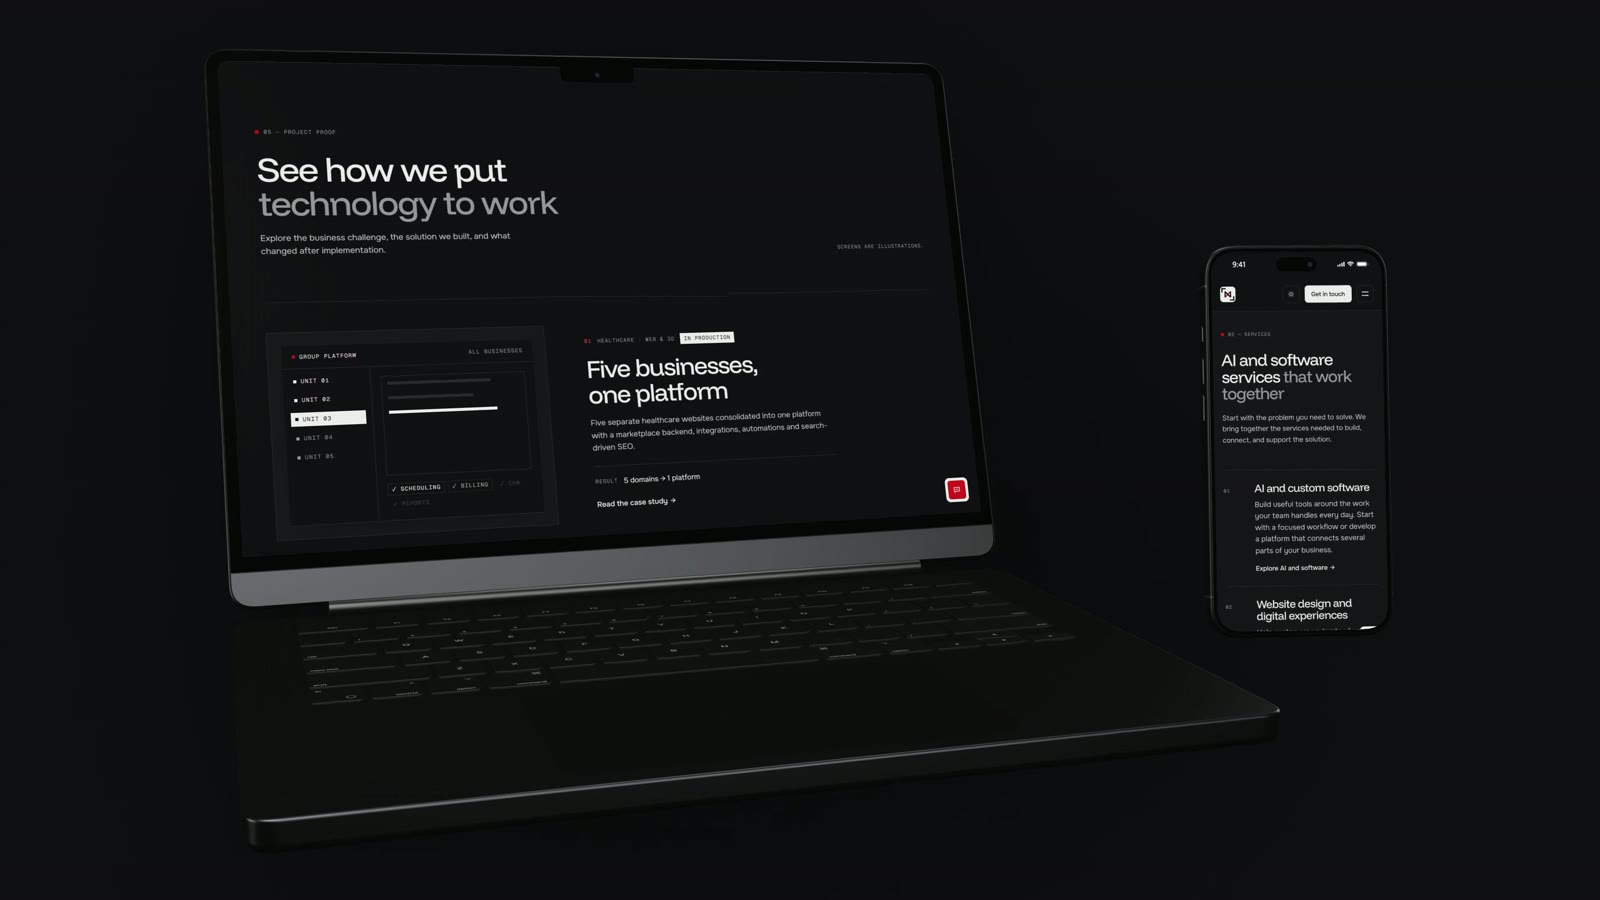 05 — PROJECT PROOF
See how we put
technology to work
Explore the business challenge, the solution we built, and what
changed after implementation.
SCREENS ARE ILLUSTRATIONS.
GROUP PLATFORM
ALL BUSINESSES
UNIT 01
UNIT 02
UNIT 03
UNIT 04
UNIT 05
✓ SCHEDULING ✓ BILLING ✓ CRM
✓ REPORTS
01 HEALTHCARE · WEB & 3D IN PRODUCTION
Five businesses,
one platform
Five separate healthcare websites consolidated into one platform
with a marketplace backend, integrations, automations and search-
driven SEO.
RESULT 5 domains → 1 platform
Read the case study →
9:41
Get in touch
— SERVICES
AI and software
services that work
together
Start with the problem you need to solve. We
bring together the services needed to build,
connect, and support the solution.
01
AI and custom software
Build useful tools around the work
your team handles every day. Start
with a focused workflow or develop
a platform that connects several
parts of your business.
Explore AI and software →
02
Website design and
digital experiences